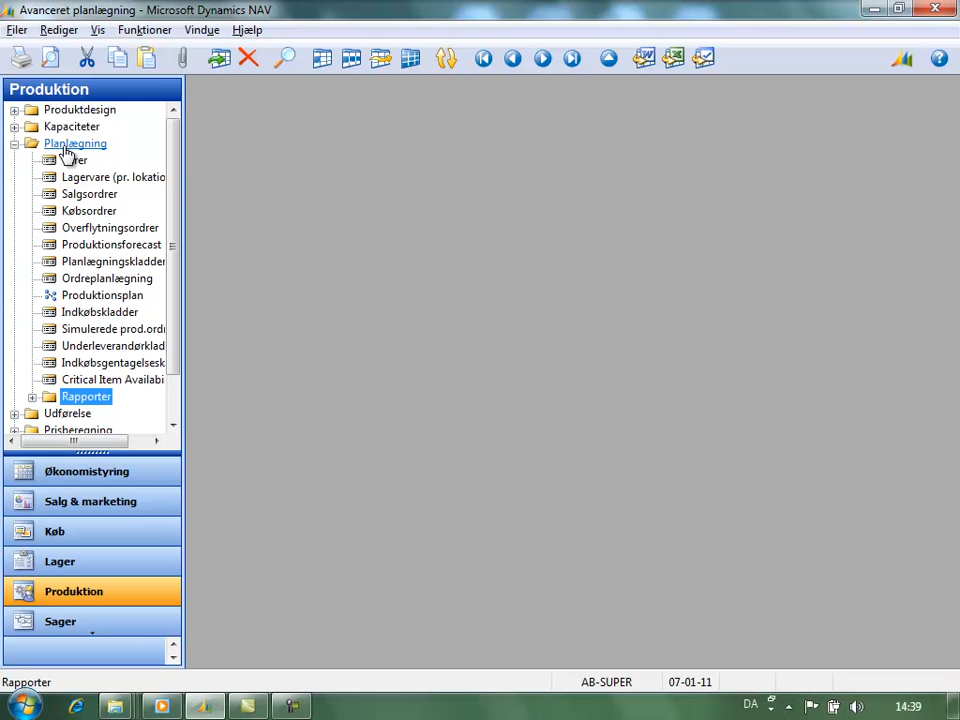 Avanceret planlægning - Microsoft Dynamics NAV
Filer Rediger Vis Funktioner Vindue Hjælp
Produktion
Produktdesign
Kapaciteter
Planlægning
Lagervare (pr. lokatio
Salgsordrer
Købsordrer
Overflytningsordrer
Produktionsforecast
Planlægningskladder
Ordreplanlægning
Produktionsplan
Indkøbskladder
Simulerede prod.ordr
Underleverandørklad
Indkøbsgentagelsesk
Critical Item Availabi
Rapporter
Udførelse
Prisberegning
Økonomistyring
Salg & marketing
Køb
Lager
Produktion
Sager
Rapporter AB-SUPER 07-01-11
DA 14:39